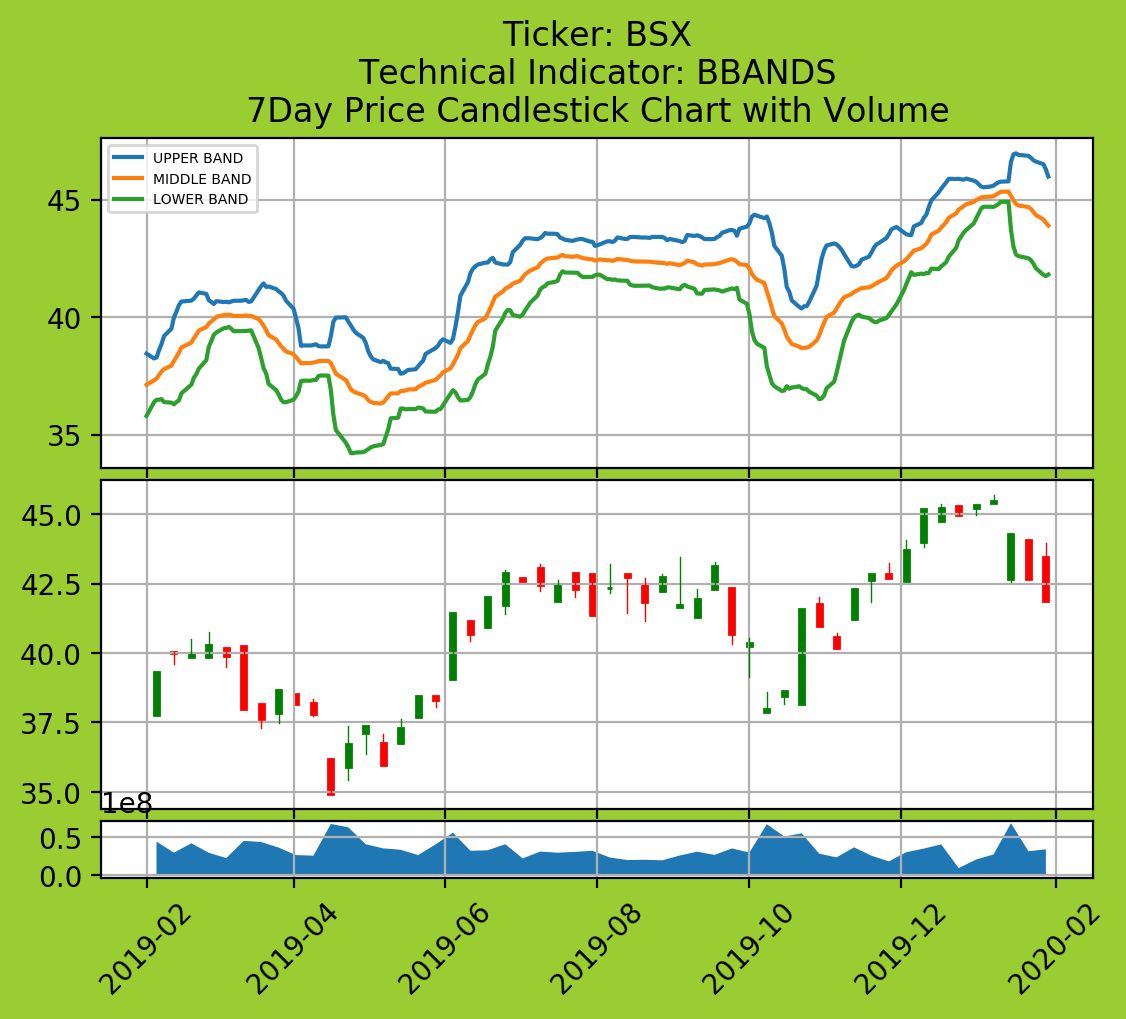 Ticker: BSX
Technical Indicator: BBANDS
7Day Price Candlestick Chart with Volume
UPPER BAND
MIDDLE BAND
LOWER BAND
45
40
35
45.0
42.5
40.0
37.5
35.0
1e8
0.5
0.0
2019-02
2019-04
2019-06
2019-08
2019-10
2019-12
2020-02